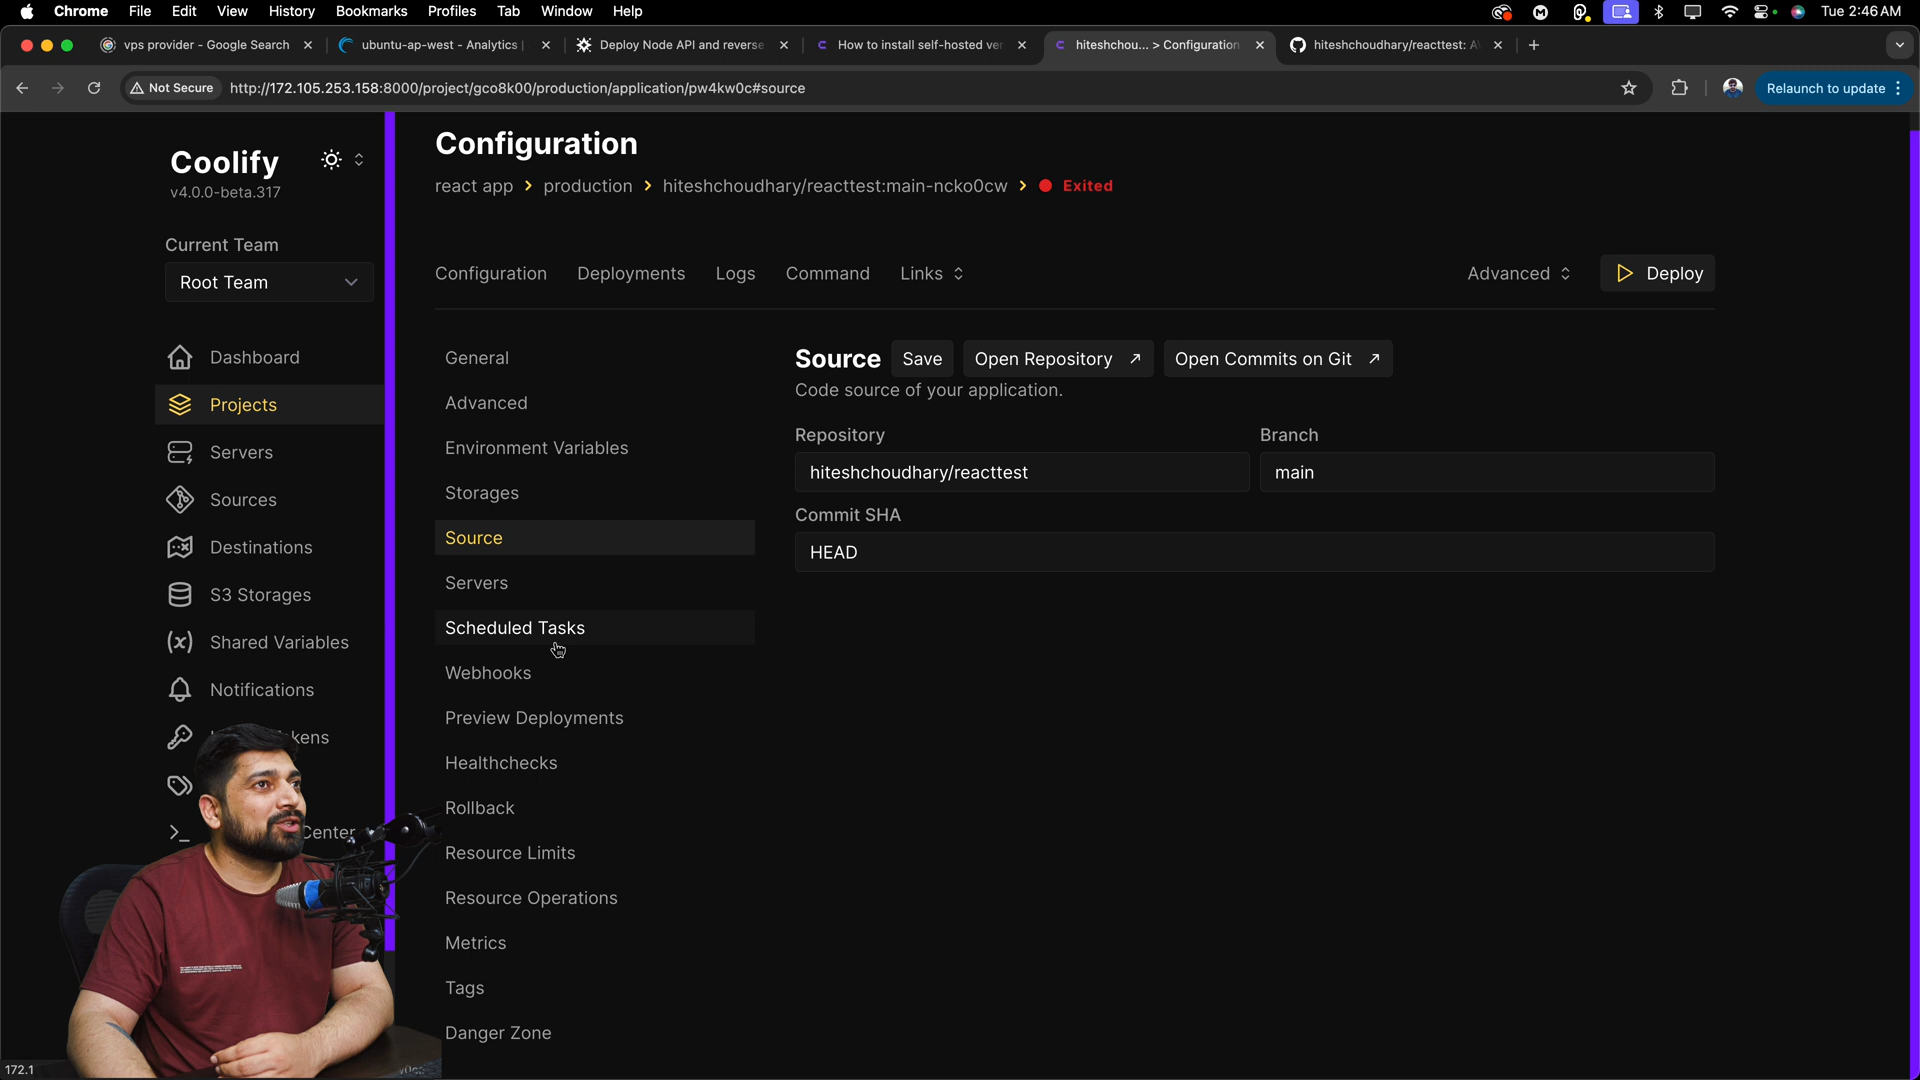 Chrome File Edit View History Bookmarks Profiles Tab Window Help Tue 2:46 AM
vps provider - Google Search
ubuntu-ap-west - Analytics
Deploy Node API and reverse
How to install self-hosted ver
hiteshchou... > Configuration
hiteshchoudhary/reacttest: A
Not Secure http://172.105.253.158:8000/project/gco8k00/production/application/pw4kw0c#source Relaunch to update
Coolify
v4.0.0-beta.317
Current Team
Root Team
Dashboard
Projects
Servers
Sources
Destinations
S3 Storages
Shared Variables
Notifications
kens
Center
Configuration
react app > production > hiteshchoudhary/reacttest:main-ncko0cw > Exited
Configuration Deployments Logs Command Links Advanced Deploy
General
Advanced
Environment Variables
Storages
Source
Servers
Scheduled Tasks
Webhooks
Preview Deployments
Healthchecks
Rollback
Resource Limits
Resource Operations
Metrics
Tags
Danger Zone
Source Save Open Repository Open Commits on Git
Code source of your application.
Repository Branch
hiteshchoudhary/reacttest main
Commit SHA
HEAD
172.1